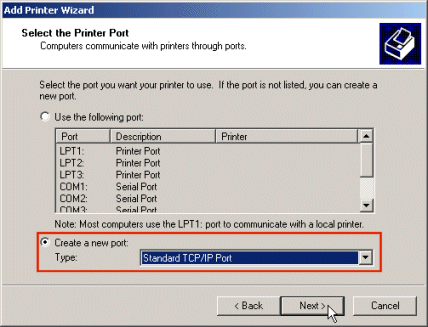 Add Printer Wizard
Select the Printer Port
Computers communicate with printers through ports.
Select the port you want your printer to use. If the port is not listed, you can create a
new port.
Use the following port:
Port Description Printer
LPT1: Printer Port
LPT2: Printer Port
LPT3: Printer Port
COM1: Serial Port
COM2: Serial Port
COM3: Serial Port
Note: Most computers use the LPT1: port to communicate with a local printer.
Create a new port:
Type: Standard TCP/IP Port
< Back Next > Cancel